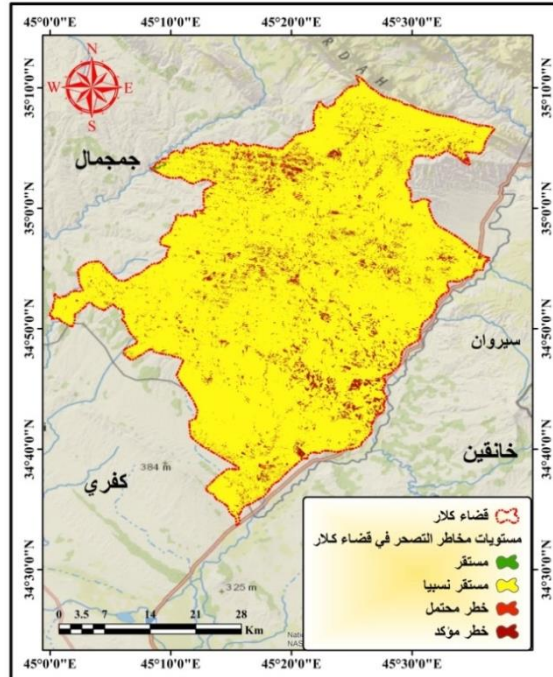 45°0'0"E 45°10'0"E 45°20'0"E 45°30'0"E
35°10'0"N 35°10'0"N
35°0'0"N 35°0'0"N
34°50'0"N 34°50'0"N
34°40'0"N 34°40'0"N
34°30'0"N 34°30'0"N
N
W E
S
RDAH
جمجمال
سيروان
خانقين
كفري
384 m
325 m
قضاء كلار
مستويات مخاطر التصحر في قضاء كلار
مستقر
مستقر نسبيا
خطر محتمل
خطر مؤكد
0 3.5 7 14 21 28
Km
45°0'0"E 45°10'0"E 45°20'0"E 45°30'0"E